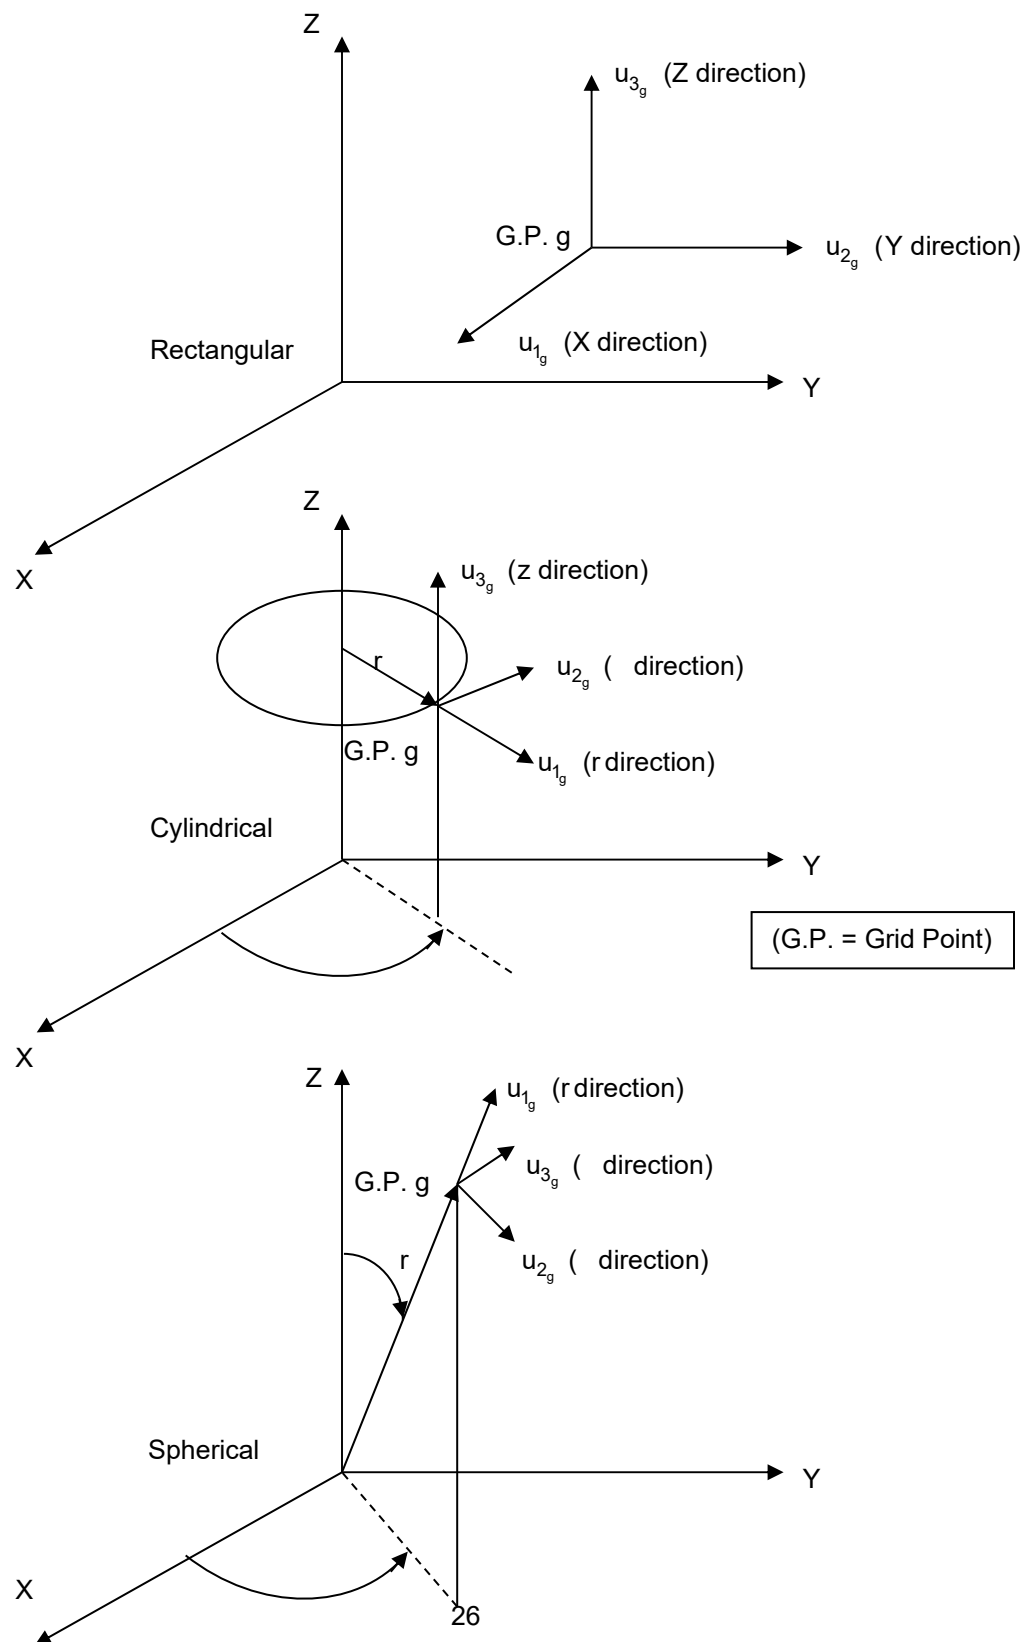 Z
u3g (Z direction)
G.P. g
u2g (Y direction)
u1g (X direction)
Rectangular
Y
X
Z
u3g (z direction)
r
u2g ( direction)
G.P. g
u1g (r direction)
Cylindrical
Y
(G.P. = Grid Point)
X
Z
u1g (r direction)
u3g ( direction)
G.P. g
r
u2g ( direction)
Spherical
Y
X
26